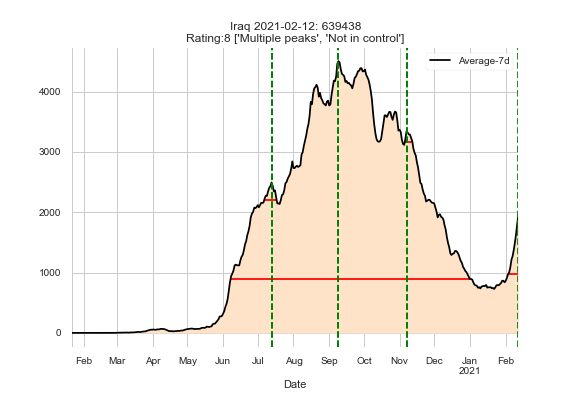 Iraq 2021-02-12: 639438
Rating:8 ['Multiple peaks', 'Not in control']
Average-7d
4000
3000
2000
1000
0
Feb Mar Apr May Jun Jul Aug Sep Oct Nov Dec Jan Feb
2021
Date